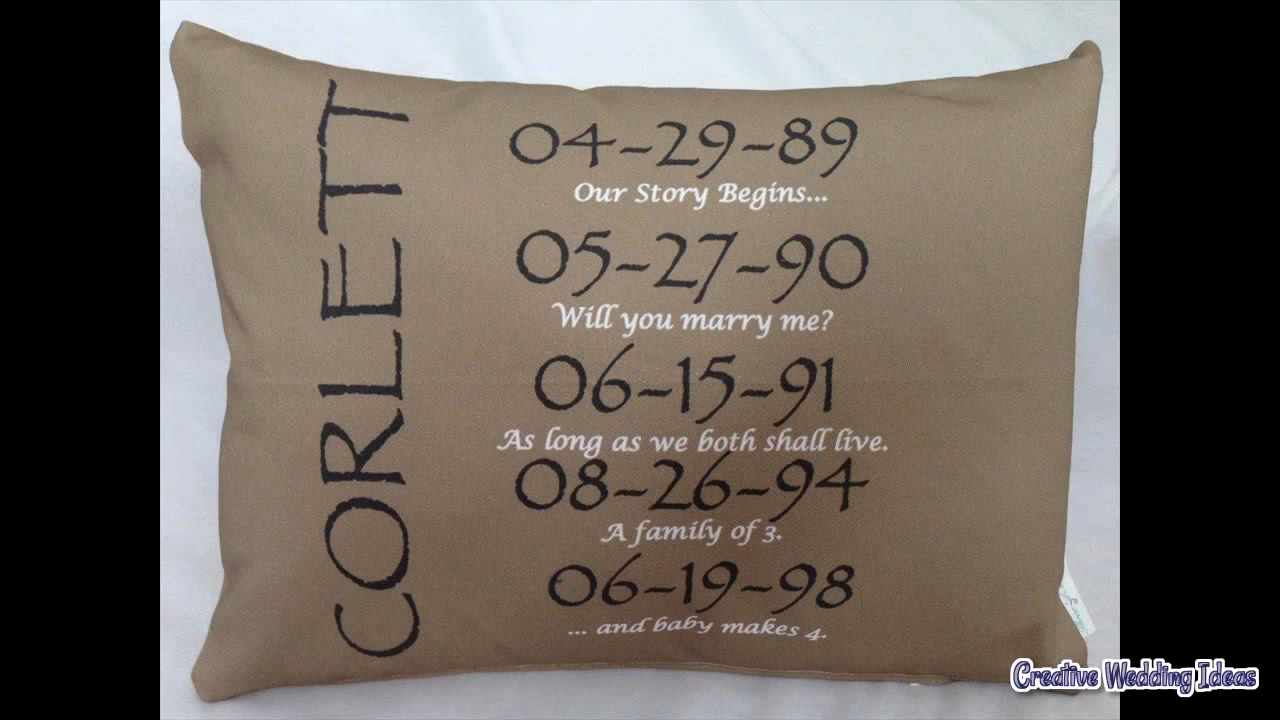 CORLETT
04-29-89
Our Story Begins...
05-27-90
Will you marry me?
06-15-91
As long as we both shall live.
08-26-94
A family of 3.
06-19-98
... and baby makes 4.
Creative Wedding Ideas